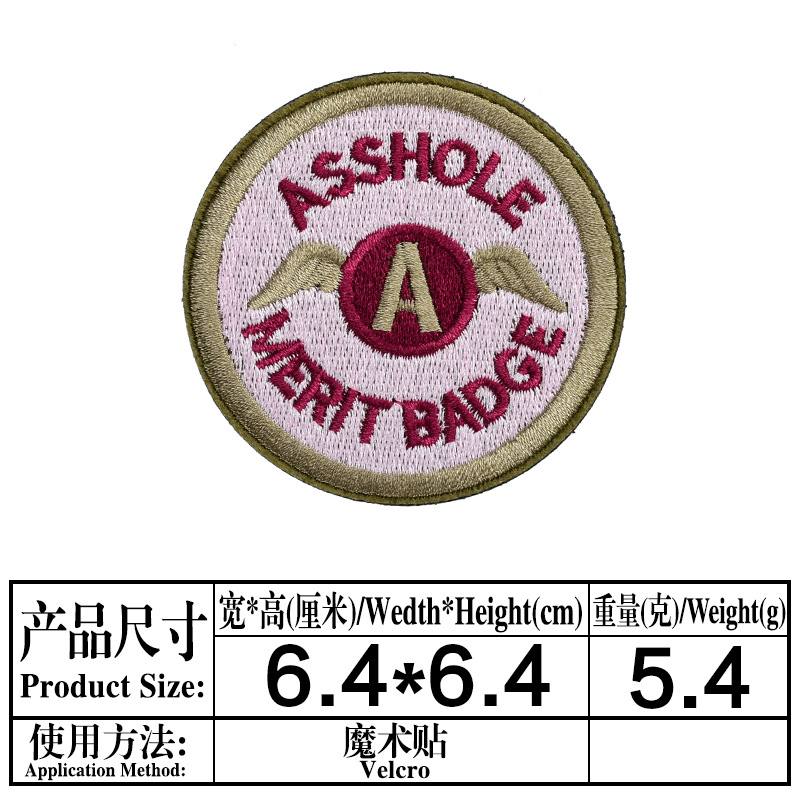 ASSHOLE
A
MERIT BADGE
产品尺寸
Product Size:
宽*高(厘米)/Wedth*Height(cm)
重量(克)/Weight(g)
6.4*6.4
5.4
使用方法:
Application Method:
魔术贴
Velcro